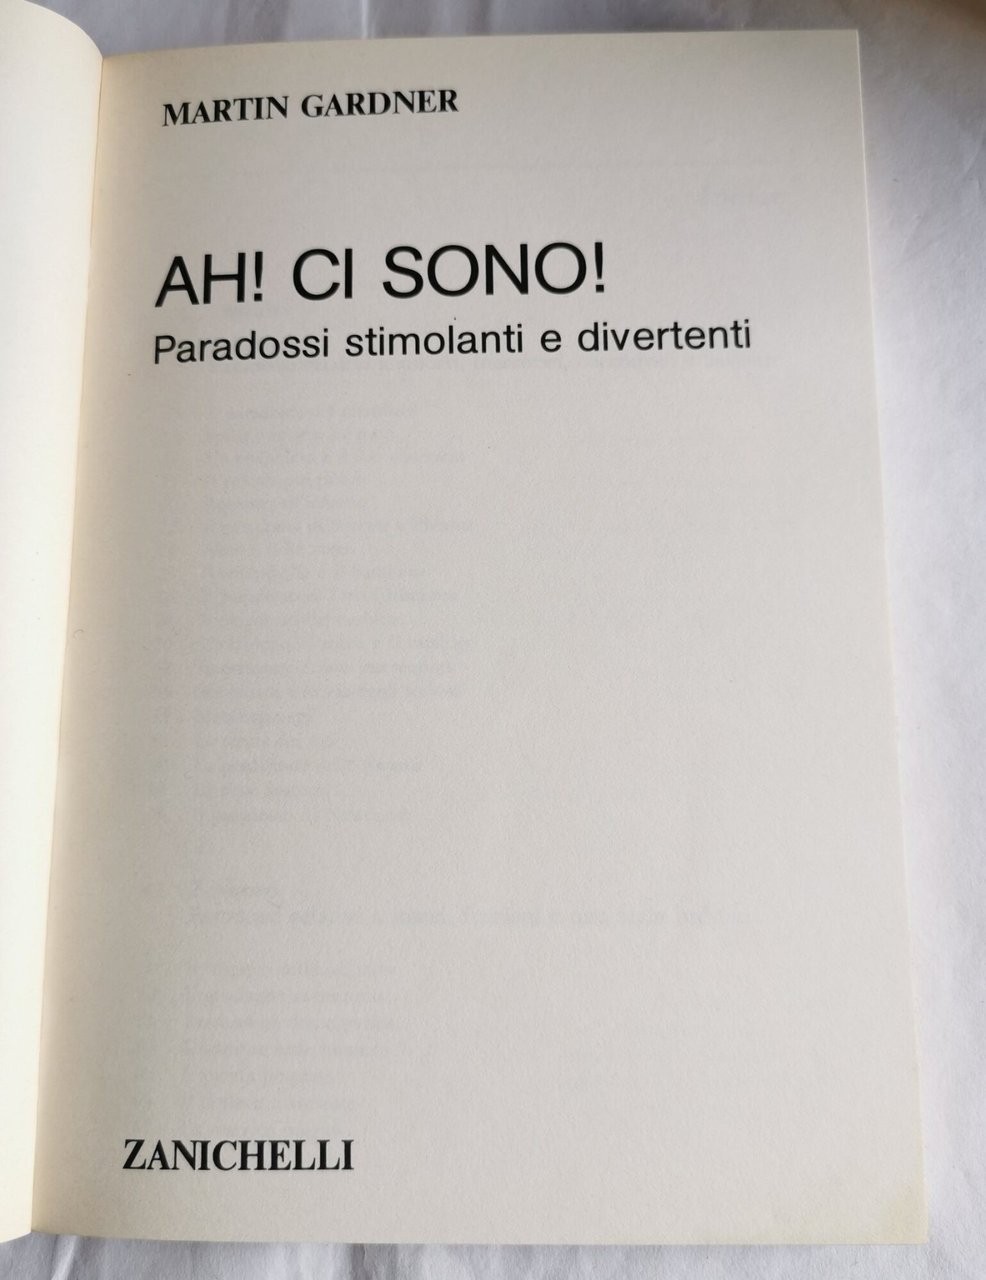 MARTIN GARDNER
AH! CI SONO!
Paradossi stimolanti e divertenti
ZANICHELLI